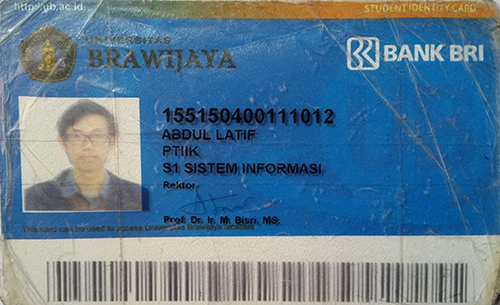 http://ub.ac.id
STUDENT IDENTITY CARD
UNIVERSITAS
BRAWIJAYA
BANK BRI
155150400111012
ABDUL LATIF
PTIIK
S1 SISTEM INFORMASI
Rektor
Prof. Dr. Ir. M. Bisri, MS.
This card can be used to access Universitas Brawijaya facilities